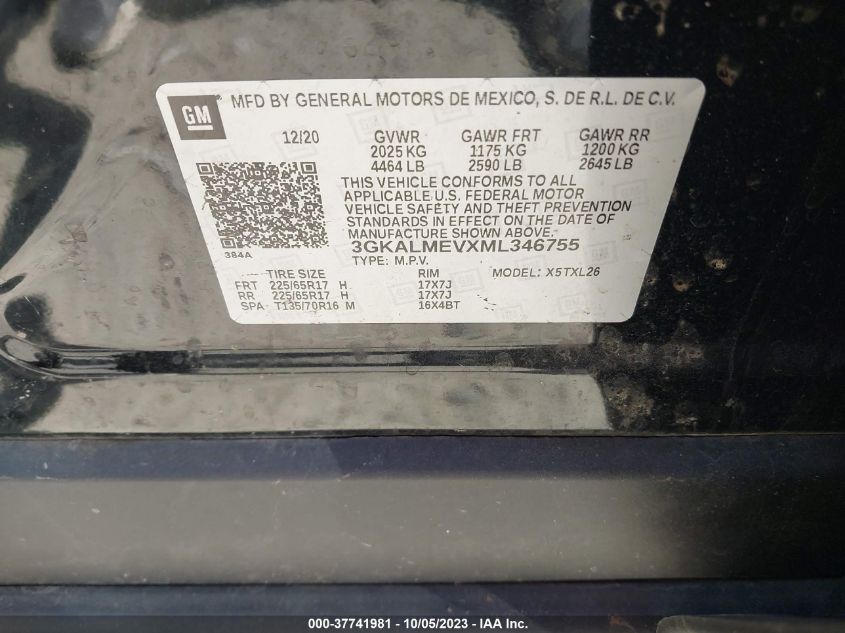 GM MFD BY GENERAL MOTORS DE MEXICO, S. DE R.L. DE C.V.
12/20 GVWR GAWR FRT GAWR RR
2025 KG 1175 KG 1200 KG
4464 LB 2590 LB 2645 LB
THIS VEHICLE CONFORMS TO ALL
APPLICABLE U.S. FEDERAL MOTOR
VEHICLE SAFETY AND THEFT PREVENTION
STANDARDS IN EFFECT ON THE DATE OF
MANUFACTURE SHOWN ABOVE.
384A 3GKALMEVXML346755
TYPE: M.P.V.
TIRE SIZE RIM MODEL: X5TXL26
FRT 225/65R17 H 17X7J
RR 225/65R17 H 17X7J
SPA T135/70R16 M 16X4BT
000-37741981 - 10/05/2023 - IAA Inc.